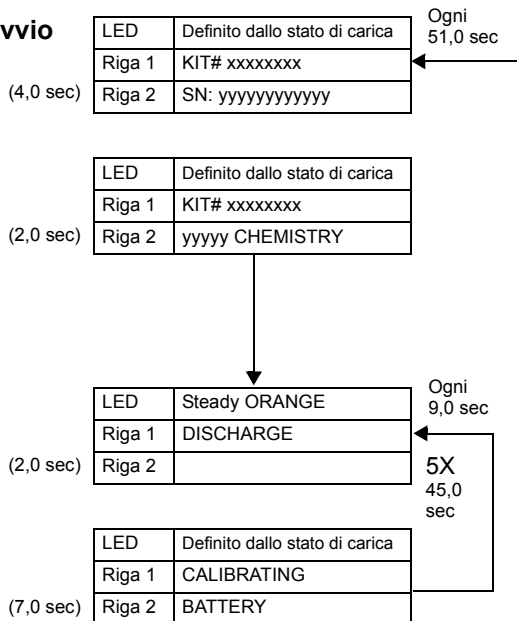 vvio
LED Definito dallo stato di carica
Riga 1 KIT# xxxxxxxx
(4,0 sec) Riga 2 SN: yyyyyyyyyyyy
Ogni
51,0 sec
LED Definito dallo stato di carica
Riga 1 KIT# xxxxxxxx
(2,0 sec) Riga 2 yyyyy CHEMISTRY
LED Steady ORANGE
Riga 1 DISCHARGE
(2,0 sec) Riga 2
Ogni
9,0 sec
5X
45,0
sec
LED Definito dallo stato di carica
Riga 1 CALIBRATING
(7,0 sec) Riga 2 BATTERY